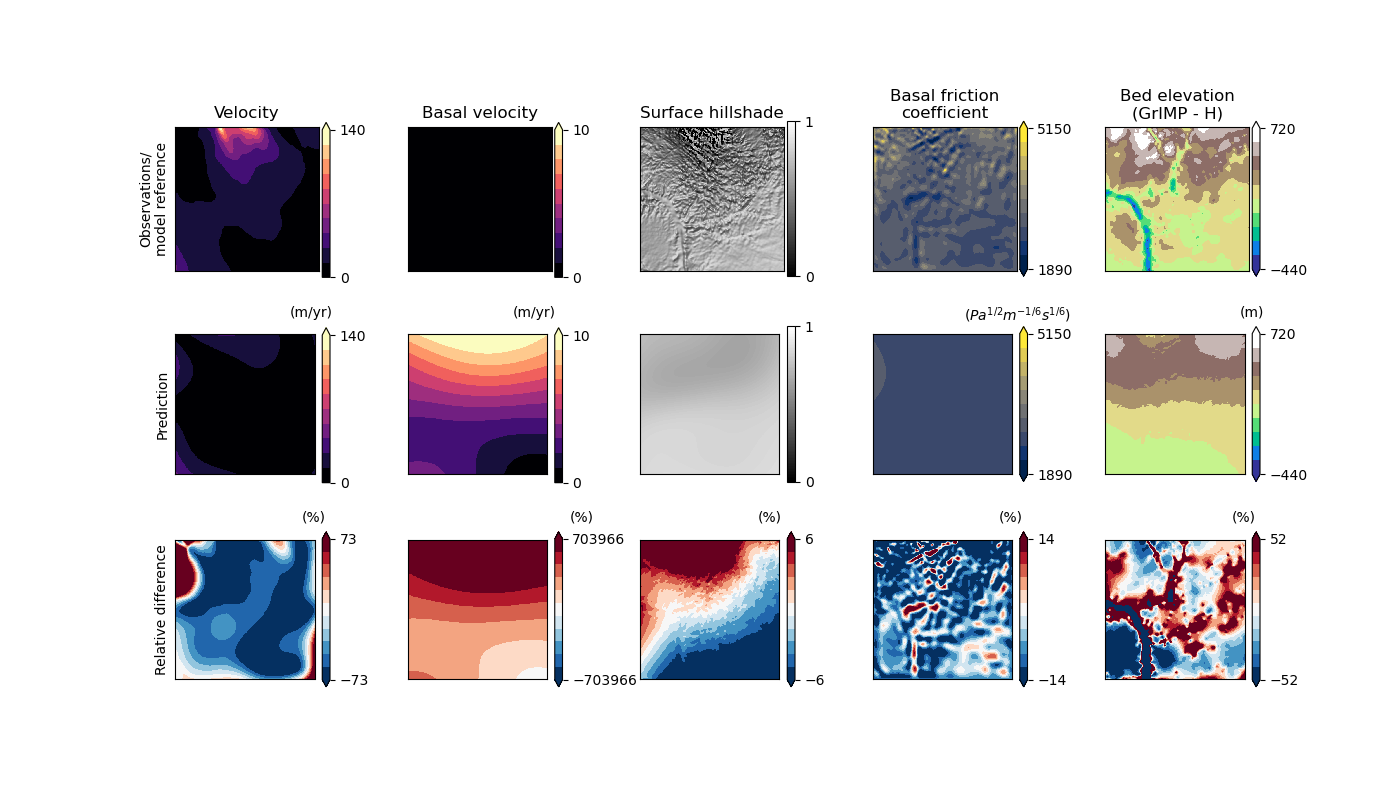 Velocity
Basal velocity
Surface hillshade
Basal friction
coefficient
Bed elevation
(GrIMP - H)
Observations/
model reference
140
0
10
0
1
0
5150
1890
720
−440
Prediction
(m/yr)
140
0
(m/yr)
10
0
1
0
(Pa^{1/2}m^{−1/6}s^{1/6})
5150
1890
(m)
720
−440
Relative difference
(%)
73
−73
(%)
703966
−703966
(%)
6
−6
(%)
14
−14
(%)
52
−52